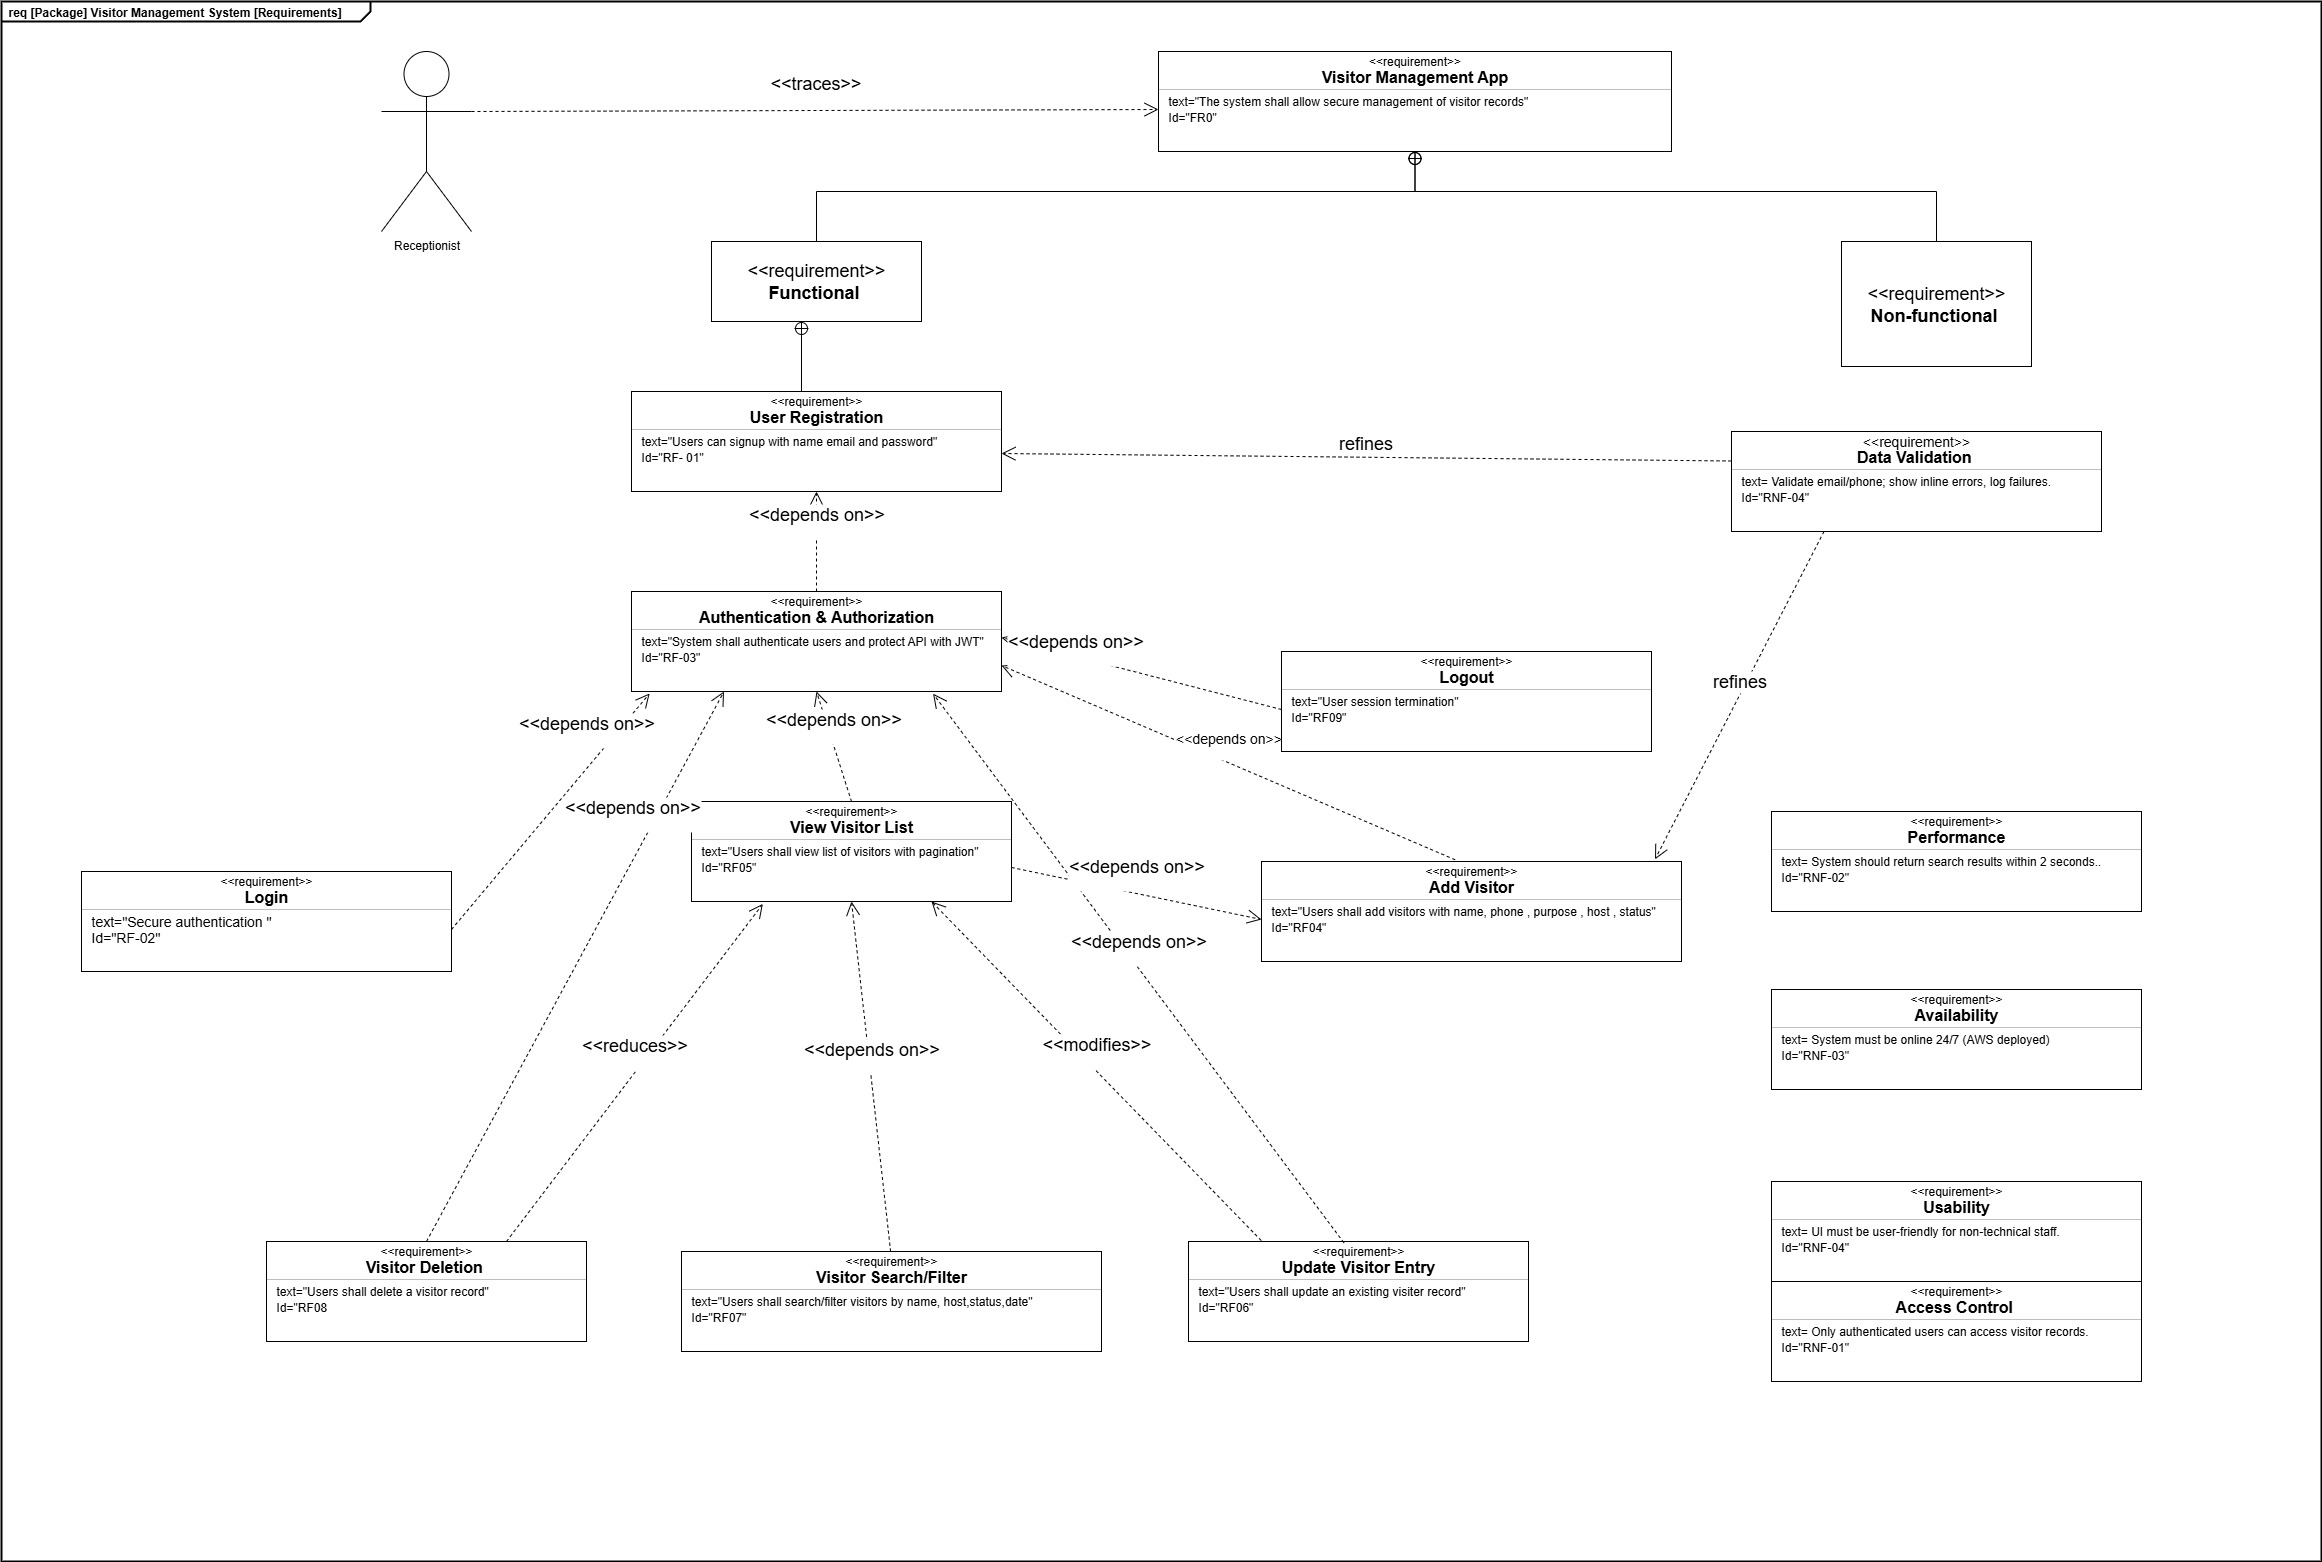 req [Package] Visitor Management System [Requirements]
<<traces>>
Receptionist
<<requirement>>
Visitor Management App
text="The system shall allow secure management of visitor records"
Id="FR0"
<<requirement>>
Functional
<<requirement>>
Non-functional
<<requirement>>
User Registration
text="Users can signup with name email and password"
Id="RF- 01"
refines
<<requirement>>
Data Validation
text= Validate email/phone; show inline errors, log failures.
Id="RNF-04"
<<depends on>>
<<requirement>>
Authentication & Authorization
text="System shall authenticate users and protect API with JWT"
Id="RF-03"
<<depends on>>
<<requirement>>
Logout
text="User session termination"
Id="RF09"
refines
<<depends on>>
<<depends on>>
<<depends on>>
<<depends on>>
<<requirement>>
View Visitor List
text="Users shall view list of visitors with pagination"
Id="RF05"
<<depends on>>
<<requirement>>
Performance
text= System should return search results within 2 seconds..
Id="RNF-02"
<<requirement>>
Login
text="Secure authentication "
Id="RF-02"
<<requirement>>
Add Visitor
text="Users shall add visitors with name, phone , purpose , host , status"
Id="RF04"
<<depends on>>
<<requirement>>
Availability
text= System must be online 24/7 (AWS deployed)
Id="RNF-03"
<<reduces>>
<<depends on>>
<<modifies>>
<<requirement>>
Usability
text= UI must be user-friendly for non-technical staff.
Id="RNF-04"
<<requirement>>
Visitor Deletion
text="Users shall delete a visitor record"
Id="RF08
<<requirement>>
Visitor Search/Filter
text="Users shall search/filter visitors by name, host,status,date"
Id="RF07"
<<requirement>>
Update Visitor Entry
text="Users shall update an existing visiter record"
Id="RF06"
<<requirement>>
Access Control
text= Only authenticated users can access visitor records.
Id="RNF-01"